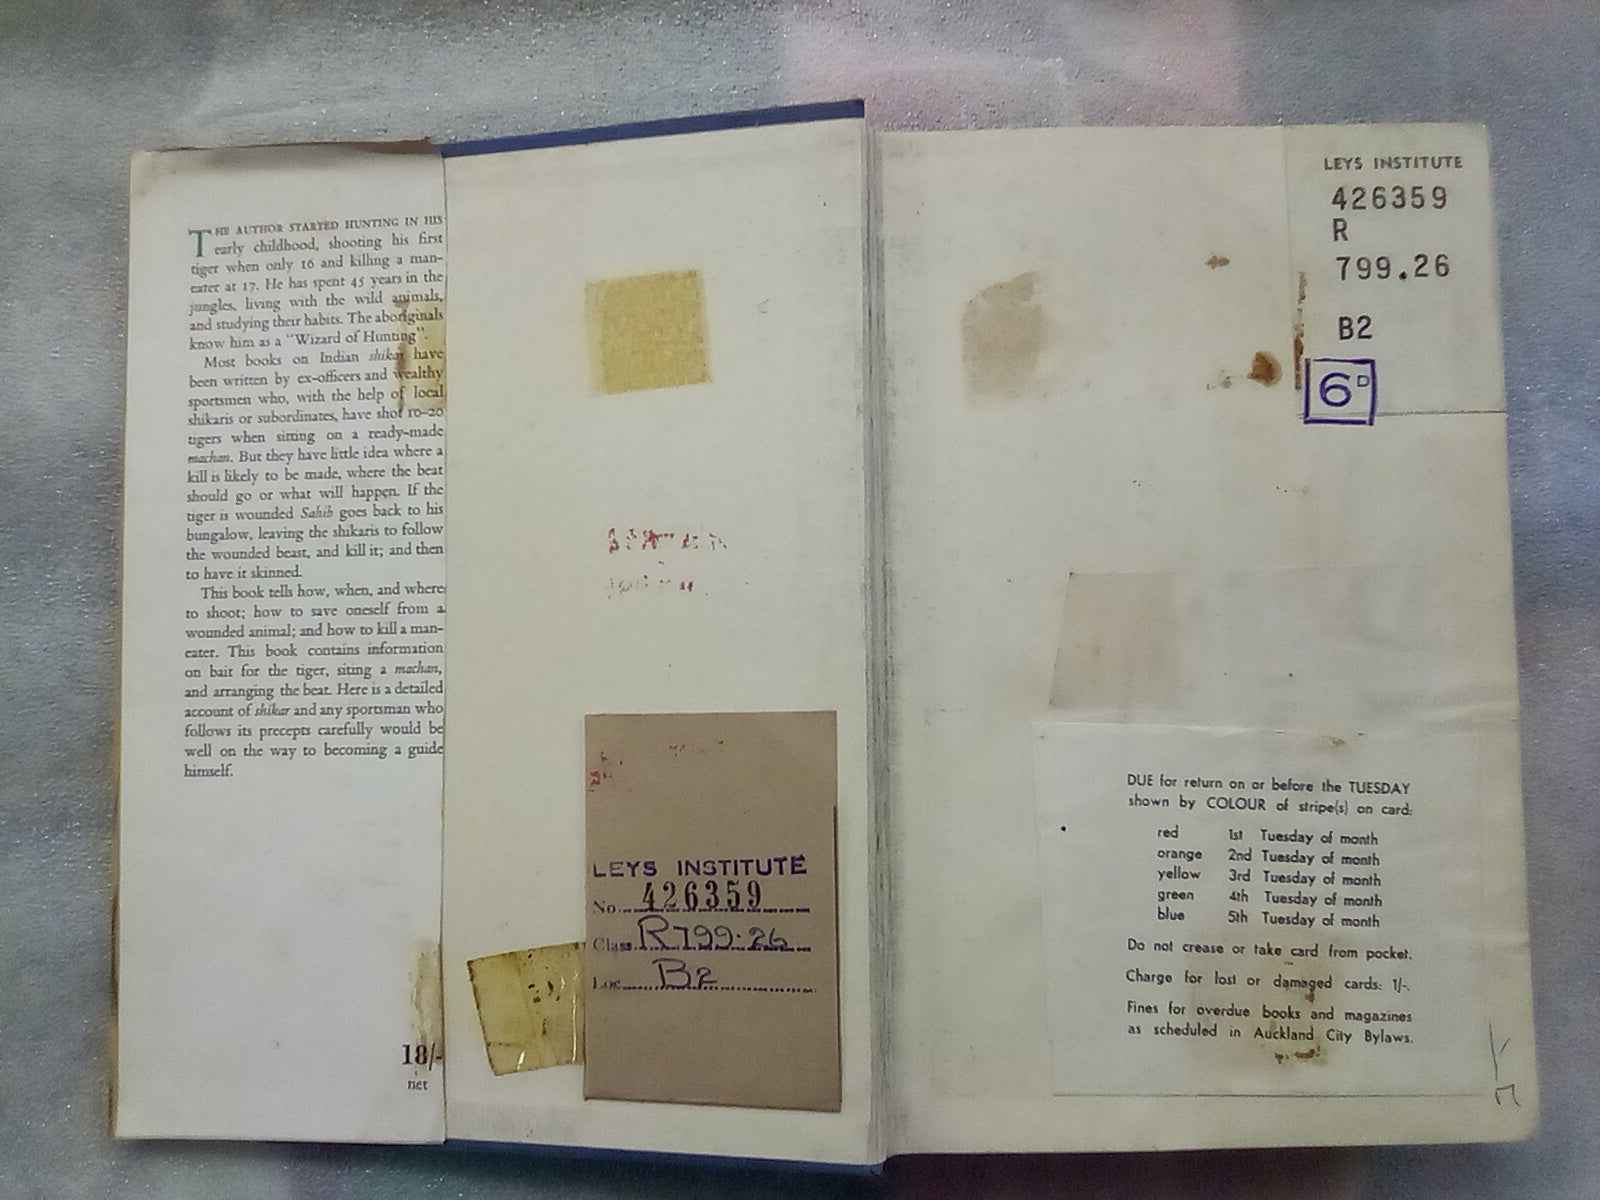 THE AUTHOR STARTED HUNTING IN HIS
early childhood, shooting his first
tiger when only 16 and killing a man-
eater at 17. He has spent 45 years in the
jungles, living with the wild animals,
and studying their habits. The aboriginals
know him as a "Wizard of Hunting".
Most books on Indian shikar have
been written by ex-officers and wealthy
sportsmen who, with the help of local
shikaris or subordinates, have shot 10-20
tigers when sitting on a ready-made
machan. But they have little idea where a
kill is likely to be made, where the beat
should go or what will happen. If the
tiger is wounded Sahib goes back to his
bungalow, leaving the shikaris to follow
the wounded beast, and kill it; and then
to have it skinned.
This book tells how, when, and where
to shoot; how to save oneself from a
wounded animal; and how to kill a man-
eater. This book contains information
on bait for the tiger, siting a machan,
and arranging the beat. Here is a detailed
account of shikar and any sportsman who
follows its precepts carefully would be
well on the way to becoming a guide
himself.
18/-
net
LEYS INSTITUTE
No. 426359
Class R799.26
Loc. B2
LEYS INSTITUTE
426359
R
799.26
B2
6D
DUE for return on or before the TUESDAY
shown by COLOUR of stripe(s) on card:
red 1st Tuesday of month
orange 2nd Tuesday of month
yellow 3rd Tuesday of month
green 4th Tuesday of month
blue 5th Tuesday of month
Do not crease or take card from pocket.
Charge for lost or damaged cards: 1/-.
Fines for overdue books and magazines
as scheduled in Auckland City Bylaws.